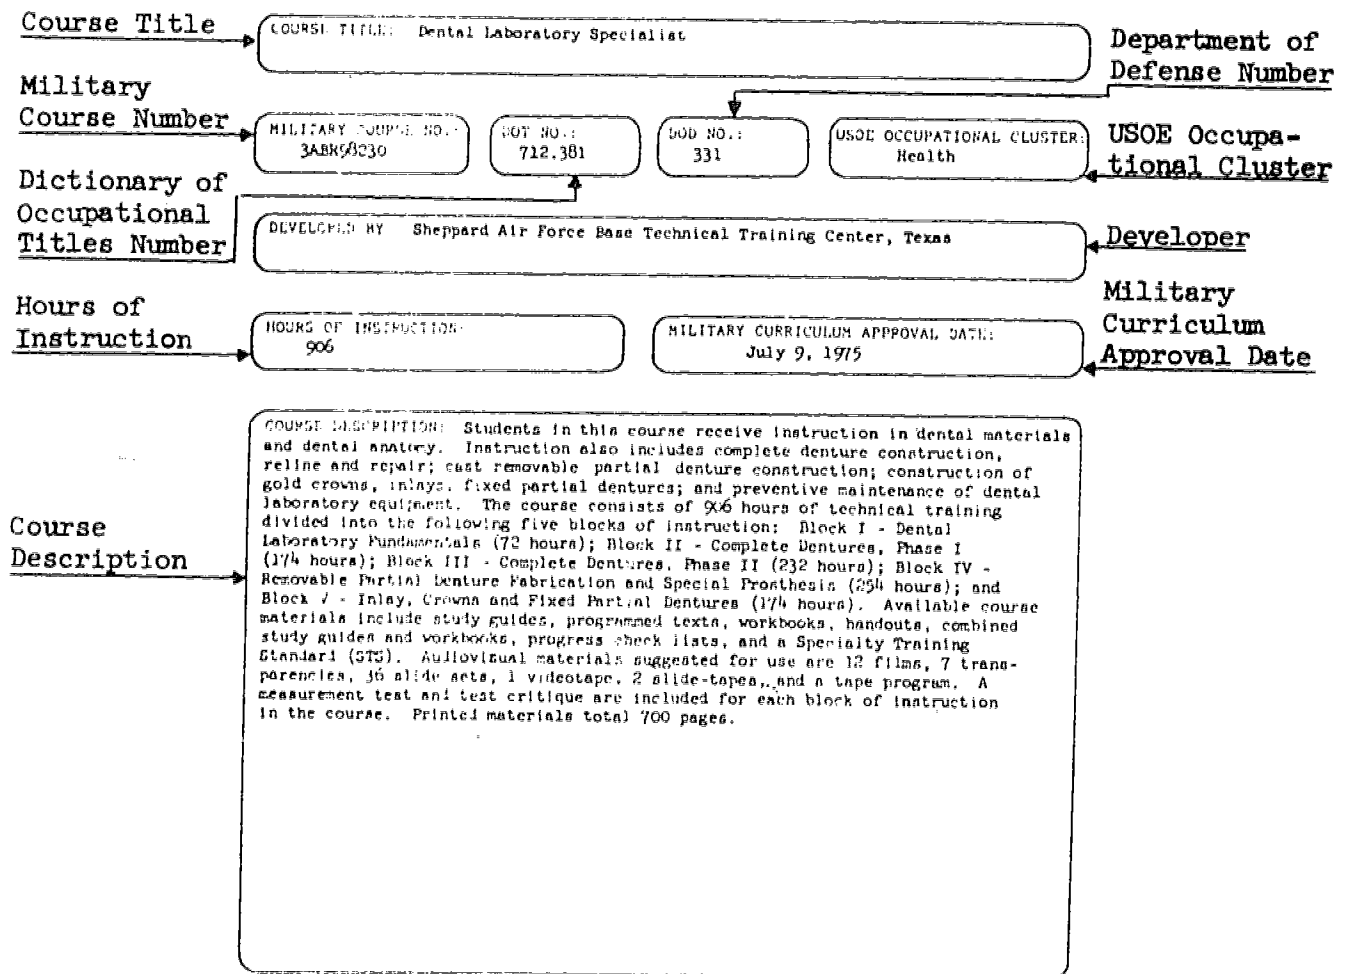 Course Title
COURSE TITLE: Dental Laboratory Specialist
Department of
Defense Number
Military
Course Number
MILITARY COURSE NO.:
3ABR98230
DOT NO.:
712.381
DOD NO.:
331
USOE OCCUPATIONAL CLUSTER:
Health
USOE Occupa-
tional Cluster
Dictionary of
Occupational
Titles Number
DEVELOPED BY Sheppard Air Force Base Technical Training Center, Texas
Developer
Hours of
Instruction
HOURS OF INSTRUCTION:
906
MILITARY CURRICULUM APPROVAL DATE:
July 9, 1975
Military
Curriculum
Approval Date
Course
Description
COURSE DESCRIPTION: Students in this course receive instruction in dental materials
and dental anatomy. Instruction also includes complete denture construction,
reline and repair; cast removable partial denture construction; construction of
gold crowns, inlays, fixed partial dentures; and preventive maintenance of dental
laboratory equipment. The course consists of 906 hours of technical training
divided into the following five blocks of instruction: Block I - Dental
Laboratory Fundamentals (72 hours); Block II - Complete Dentures, Phase I
(174 hours); Block III - Complete Dentures, Phase II (232 hours); Block IV -
Removable Partial Denture Fabrication and Special Prosthesis (254 hours); and
Block V - Inlay, Crowns and Fixed Partial Dentures (174 hours). Available course
materials include study guides, programmed texts, workbooks, handouts, combined
study guides and workbooks, progress check lists, and a Specialty Training
Standard (STS). Audiovisual materials suggested for use are 12 films, 7 trans-
parencies, 36 slide sets, 1 videotape, 2 slide-tapes, and a tape program. A
measurement test and test critique are included for each block of instruction
in the course. Printed materials total 700 pages.